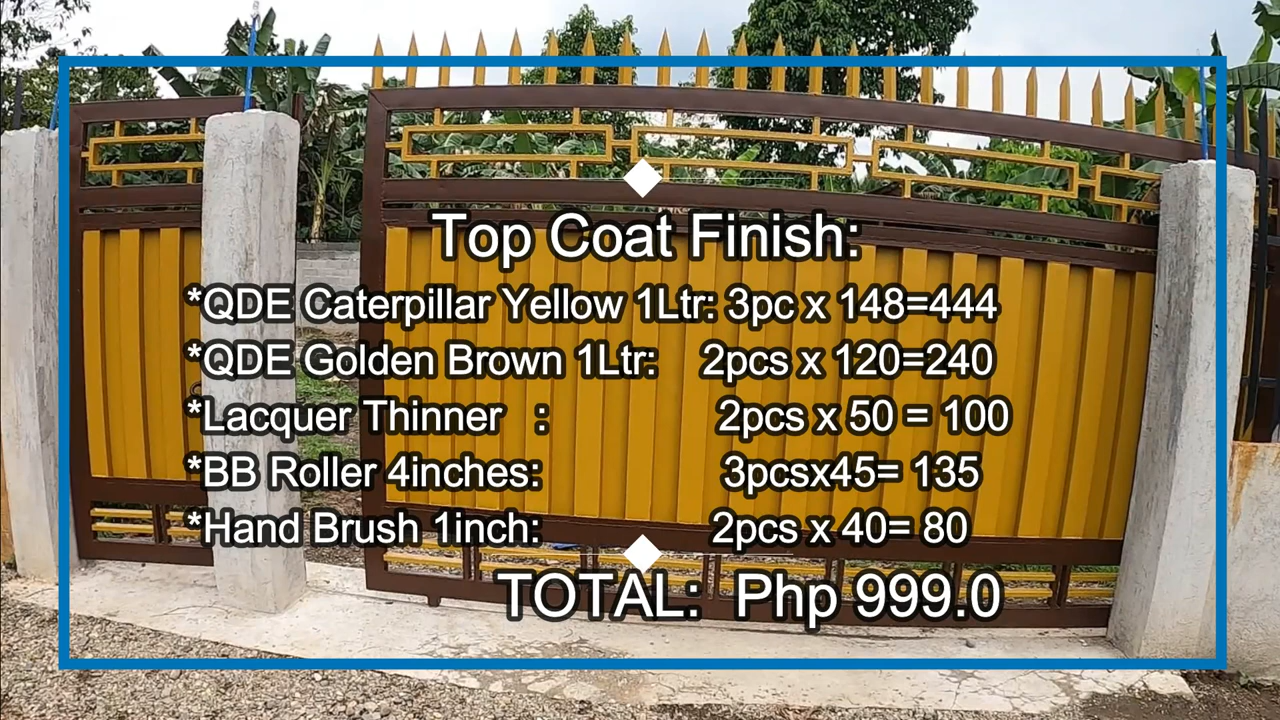 Top Coat Finish:
*QDE Caterpillar Yellow 1Ltr: 3pc x 148=444
*QDE Golden Brown 1Ltr: 2pcs x 120=240
*Lacquer Thinner : 2pcs x 50 = 100
*BB Roller 4inches: 3pcsx45= 135
*Hand Brush 1inch: 2pcs x 40= 80
TOTAL: Php 999.0